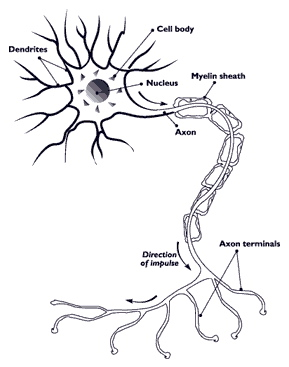 Cell body
Dendrites
Nucleus
Myelin sheath
Axon
Direction
of impulse
Axon terminals